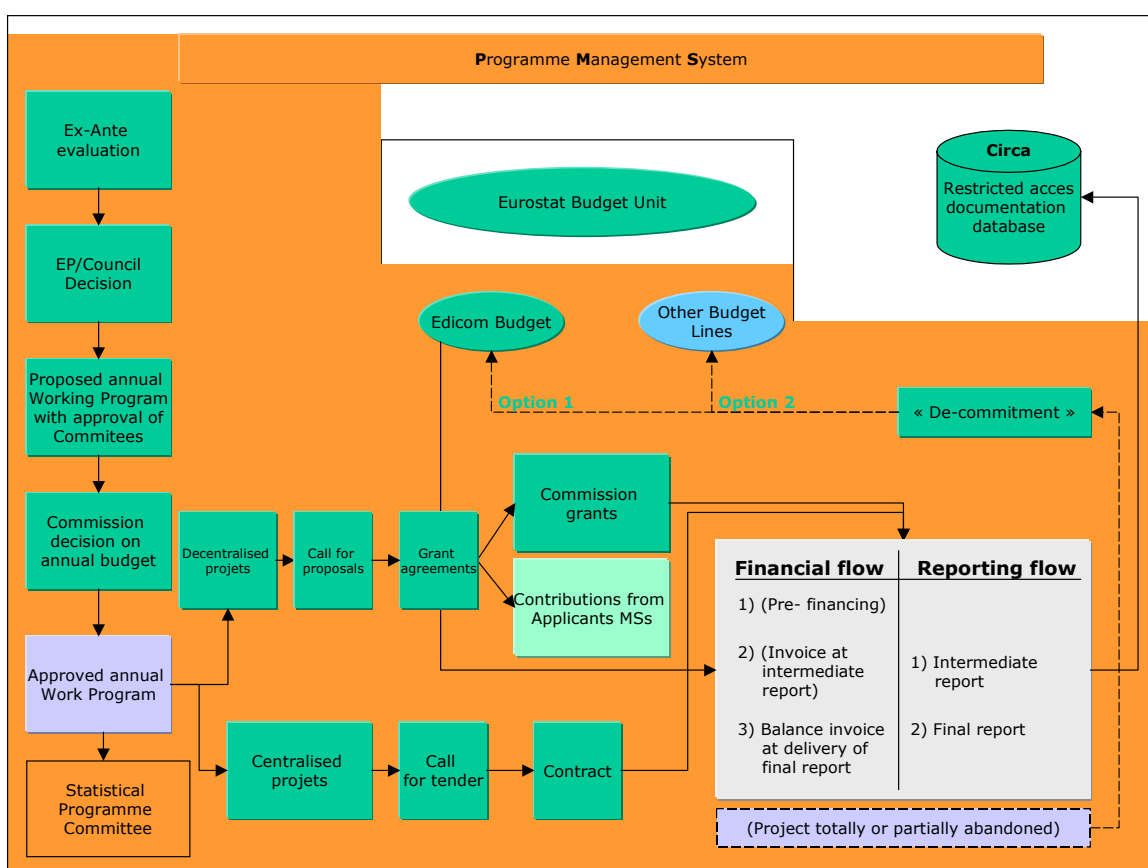 Programme Management System
Ex-Ante
evaluation
EP/Council
Decision
Proposed annual
Working Program
with approval of
Commitees
Commission
decision on
annual budget
Approved annual
Work Program
Statistical
Programme
Committee
Eurostat Budget Unit
Circa
Restricted acces
documentation
database
Edicom Budget
Other Budget
Lines
Option 1
Option 2
« De-commitment »
Decentralised
projets
Call for
proposals
Grant
agreements
Commission
grants
Contributions from
Applicants MSs
Centralised
projets
Call
for tender
Contract
Financial flow
1) (Pre- financing)
2) (Invoice at
intermediate
report)
3) Balance invoice
at delivery of
final report
Reporting flow
1) Intermediate
report
2) Final report
(Project totally or partially abandoned)